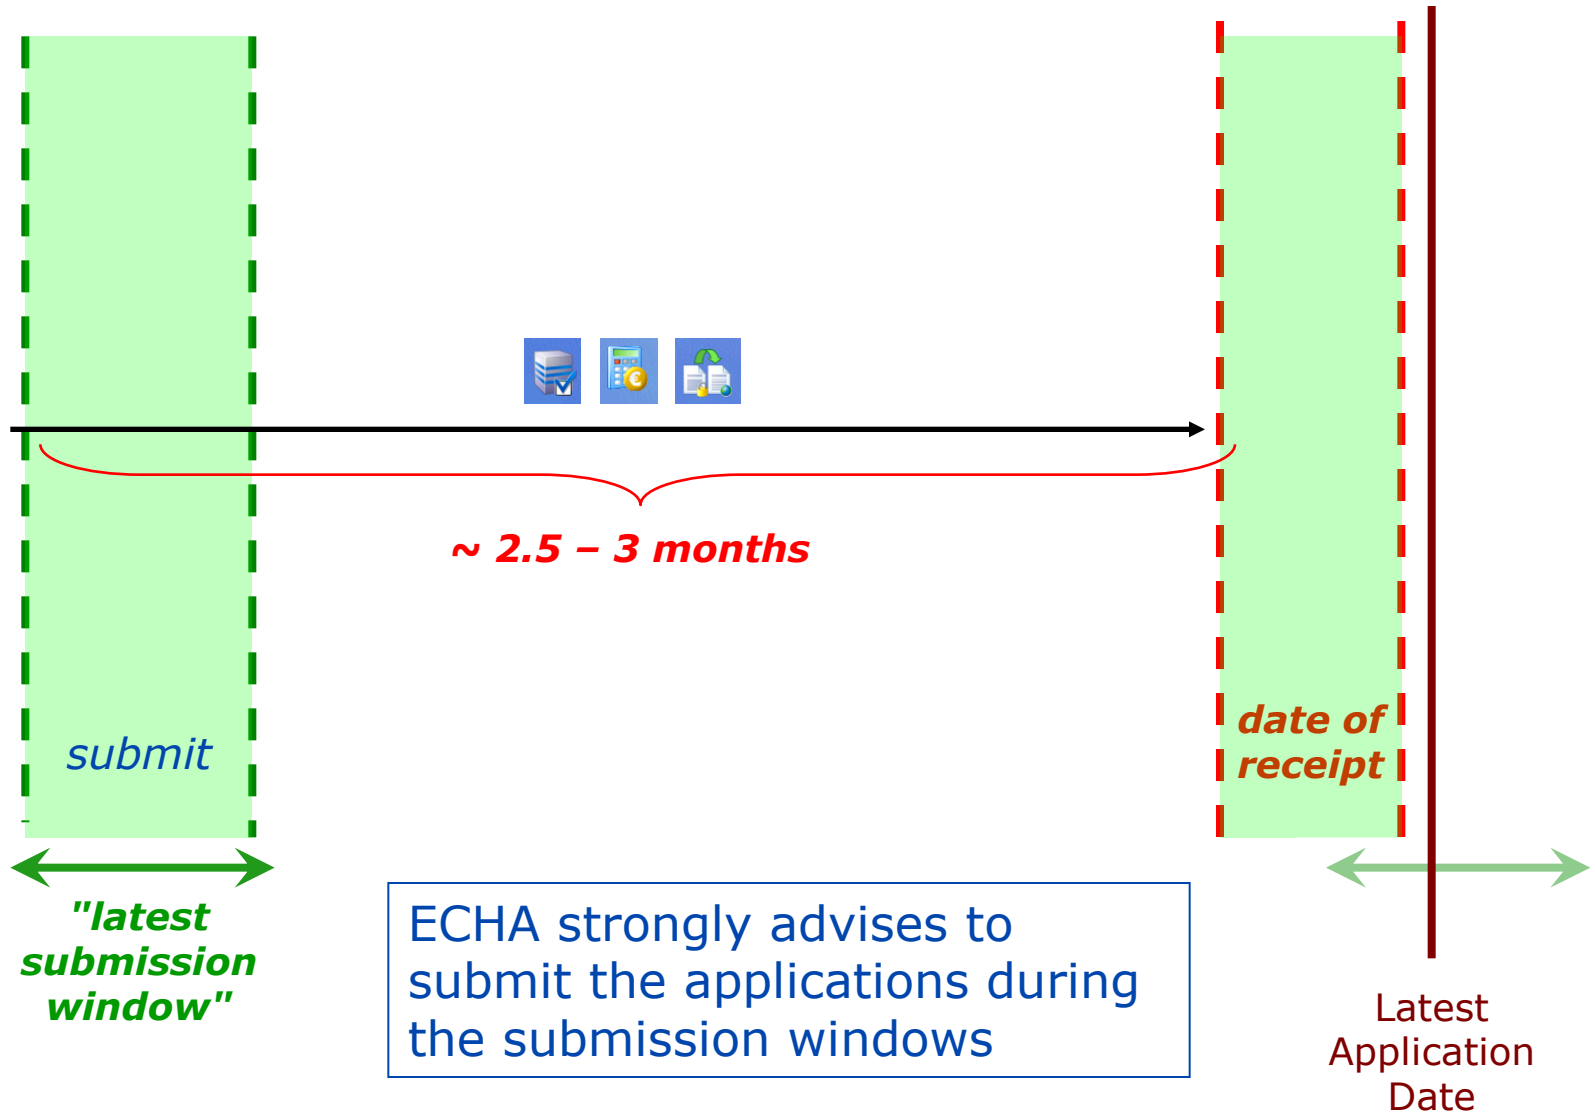 ~ 2.5 – 3 months
submit
date of
receipt
"latest
submission
window"
ECHA strongly advises to
submit the applications during
the submission windows
Latest
Application
Date